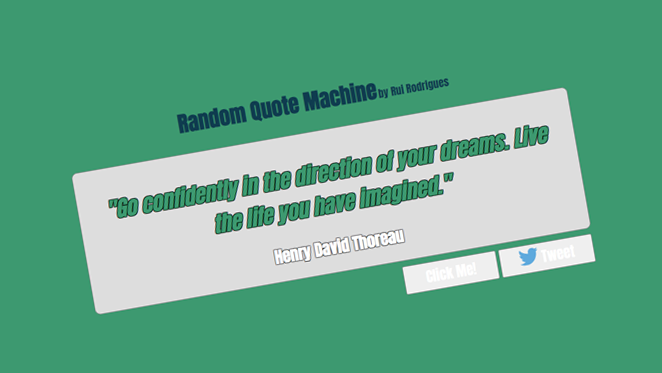 Random Quote Machine by Rui Rodrigues
"Go confidently in the direction of your dreams. Live
the life you have imagined."
Henry David Thoreau
Click Me! Tweet